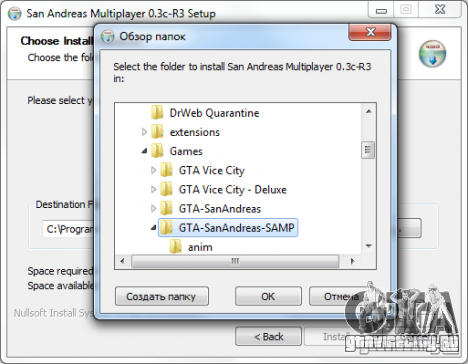 San Andreas Multiplayer 0.3c-R3 Setup
Choose Install
Choose the fol
Please select y
Destination F
C:\Program
Space required
Space available
Nullsoft Install Sys
Обзор папок
Select the folder to install San Andreas Multiplayer 0.3c-R3
in:
DrWeb Quarantine
extensions
Games
GTA Vice City
GTA Vice City - Deluxe
GTA-SanAndreas
GTA-SanAndreas-SAMP
anim
Создать папку
OK
Отмена
< Back
Install
GTA